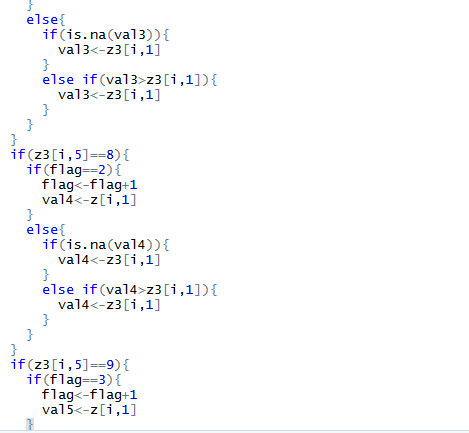 }
else{
if(is.na(val3)){
val3<-z3[i,1]
}
else if(val3>z3[i,1]){
val3<-z3[i,1]
}
}
}
if(z3[i,5]==8){
if(flag==2){
flag<-flag+1
val4<-z[i,1]
}
else{
if(is.na(val4)){
val4<-z3[i,1]
}
else if(val4>z3[i,1]){
val4<-z3[i,1]
}
}
}
if(z3[i,5]==9){
if(flag==3){
flag<-flag+1
val5<-z[i,1]
}